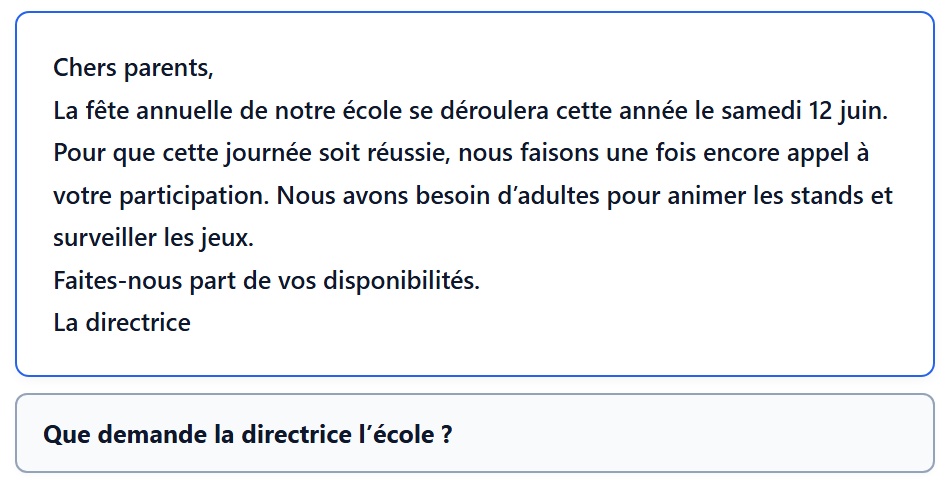 Chers parents,
La fête annuelle de notre école se déroulera cette année le samedi 12 juin.
Pour que cette journée soit réussie, nous faisons une fois encore appel à
votre participation. Nous avons besoin d’adultes pour animer les stands et
surveiller les jeux.
Faites-nous part de vos disponibilités.
La directrice
Que demande la directrice l’école ?